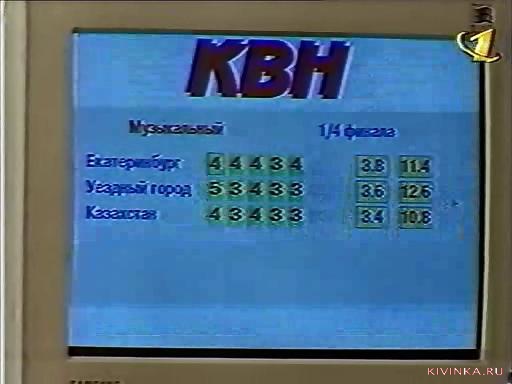 КВН
Музыкальный 1/4 финала
Екатеринбург 4 4 4 3 4 3.8 11.4
Уездный город 5 3 4 3 3 3.6 12.6
Казахстан 4 3 4 3 3 3.4 10.8
1
KIVINKA.RU